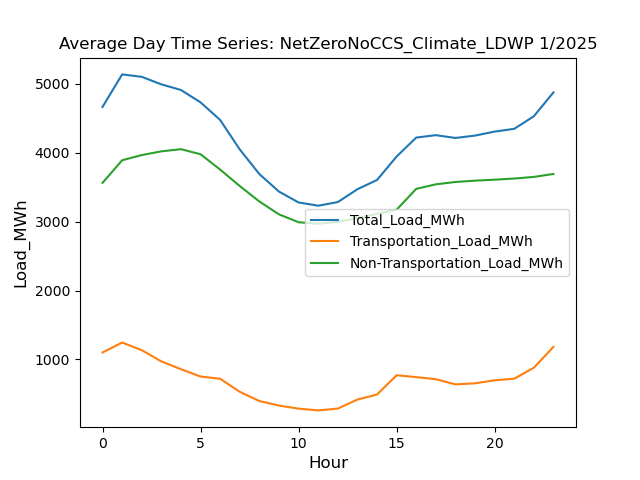 Average Day Time Series: NetZeroNoCCS_Climate_LDWP 1/2025
Load_MWh
5000
4000
3000
2000
1000
Total_Load_MWh
Transportation_Load_MWh
Non-Transportation_Load_MWh
0 5 10 15 20
Hour